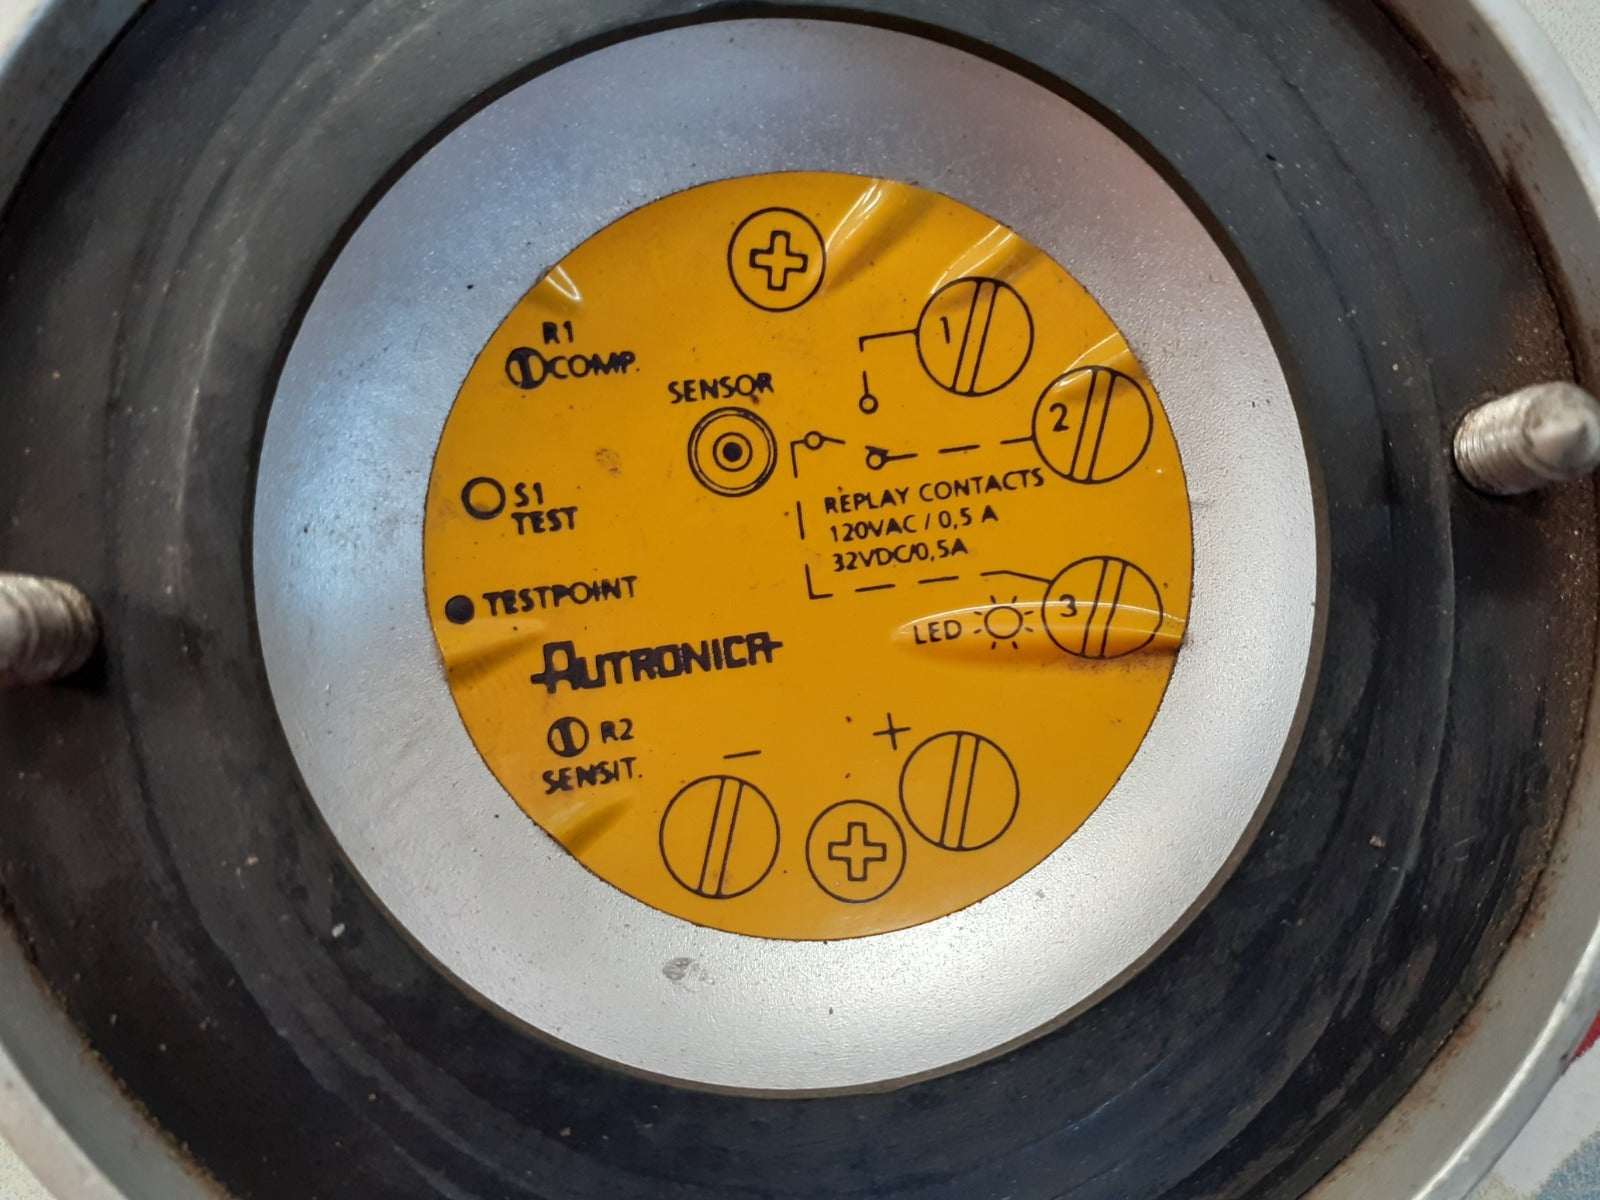 R1
COMP.
SENSOR
1
2
S1
TEST
REPLAY CONTACTS
120VAC / 0,5 A
32VDC/0,5A
TESTPOINT
LED
3
AUTRONICA
R2
SENSIT.
- +